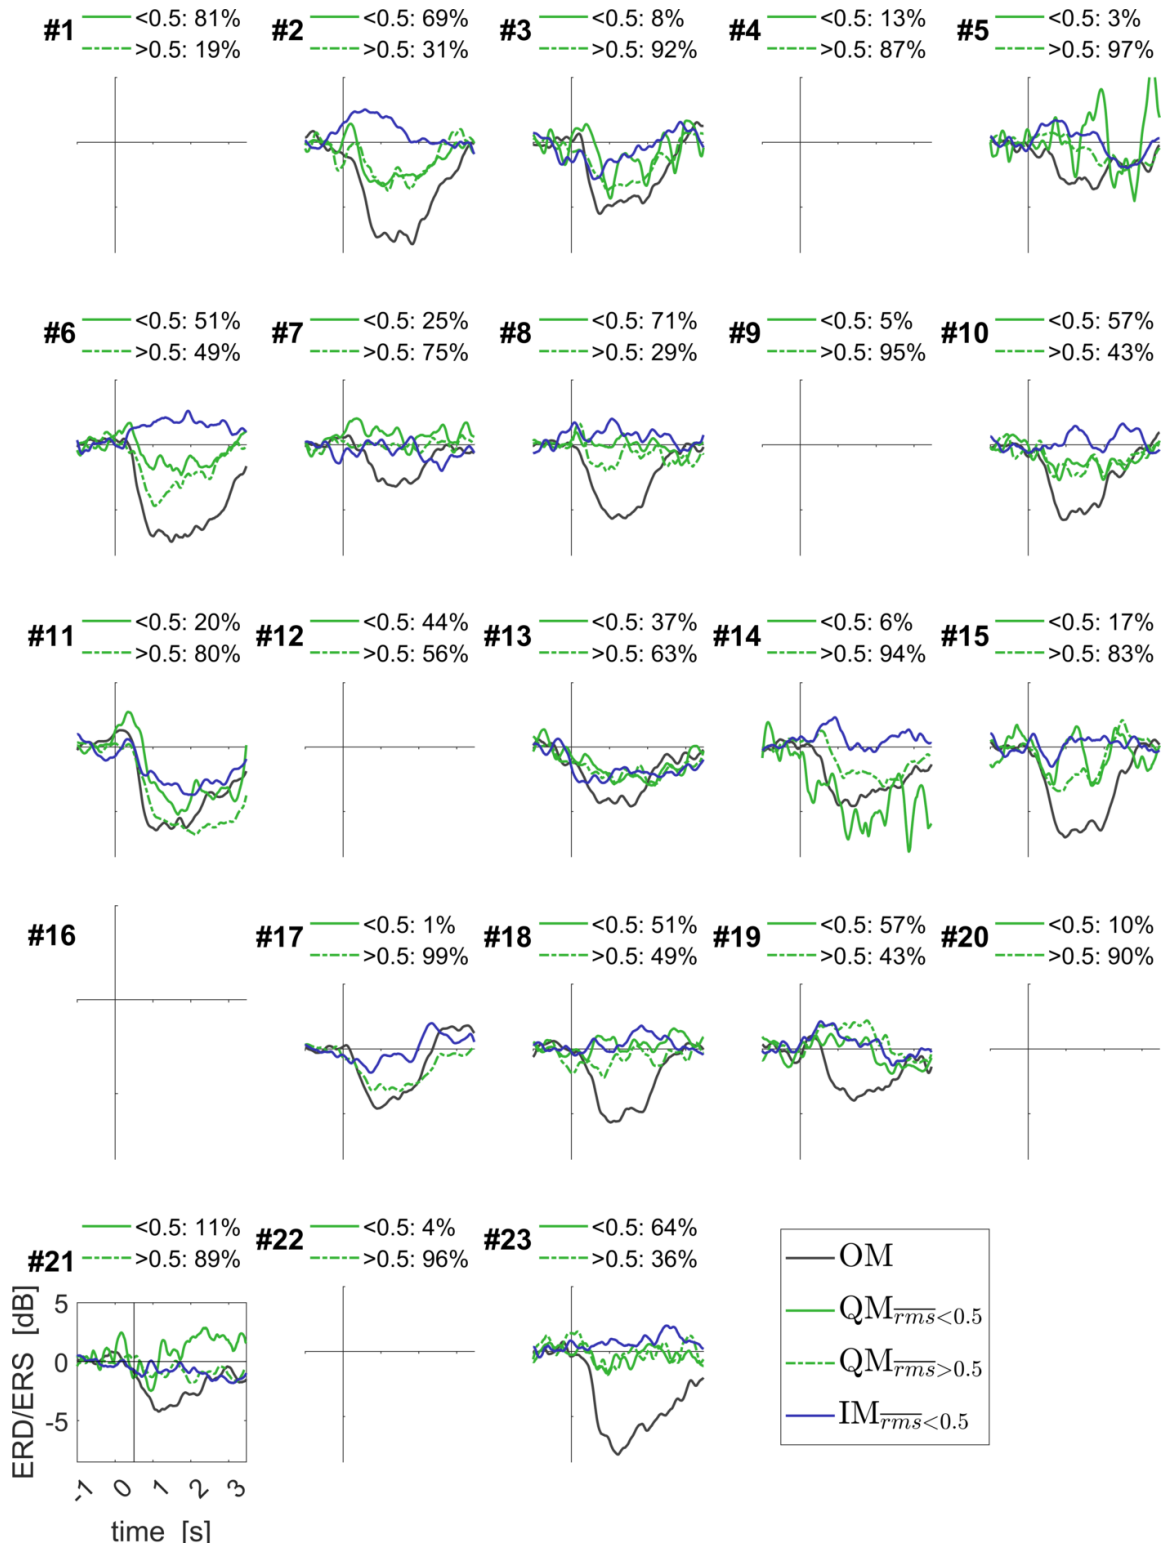 #1 <0.5: 81%
>0.5: 19%
#2 <0.5: 69%
>0.5: 31%
#3 <0.5: 8%
>0.5: 92%
#4 <0.5: 13%
>0.5: 87%
#5 <0.5: 3%
>0.5: 97%
#6 <0.5: 51%
>0.5: 49%
#7 <0.5: 25%
>0.5: 75%
#8 <0.5: 71%
>0.5: 29%
#9 <0.5: 5%
>0.5: 95%
#10 <0.5: 57%
>0.5: 43%
#11 <0.5: 20%
>0.5: 80%
#12 <0.5: 44%
>0.5: 56%
#13 <0.5: 37%
>0.5: 63%
#14 <0.5: 6%
>0.5: 94%
#15 <0.5: 17%
>0.5: 83%
#16
#17 <0.5: 1%
>0.5: 99%
#18 <0.5: 51%
>0.5: 49%
#19 <0.5: 57%
>0.5: 43%
#20 <0.5: 10%
>0.5: 90%
#21 <0.5: 11%
>0.5: 89%
#22 <0.5: 4%
>0.5: 96%
#23 <0.5: 64%
>0.5: 36%
ERD/ERS [dB]
5
0
-5
-1 0 1 2 3
time [s]
OM
QM rms<0.5
QM rms>0.5
IM rms<0.5